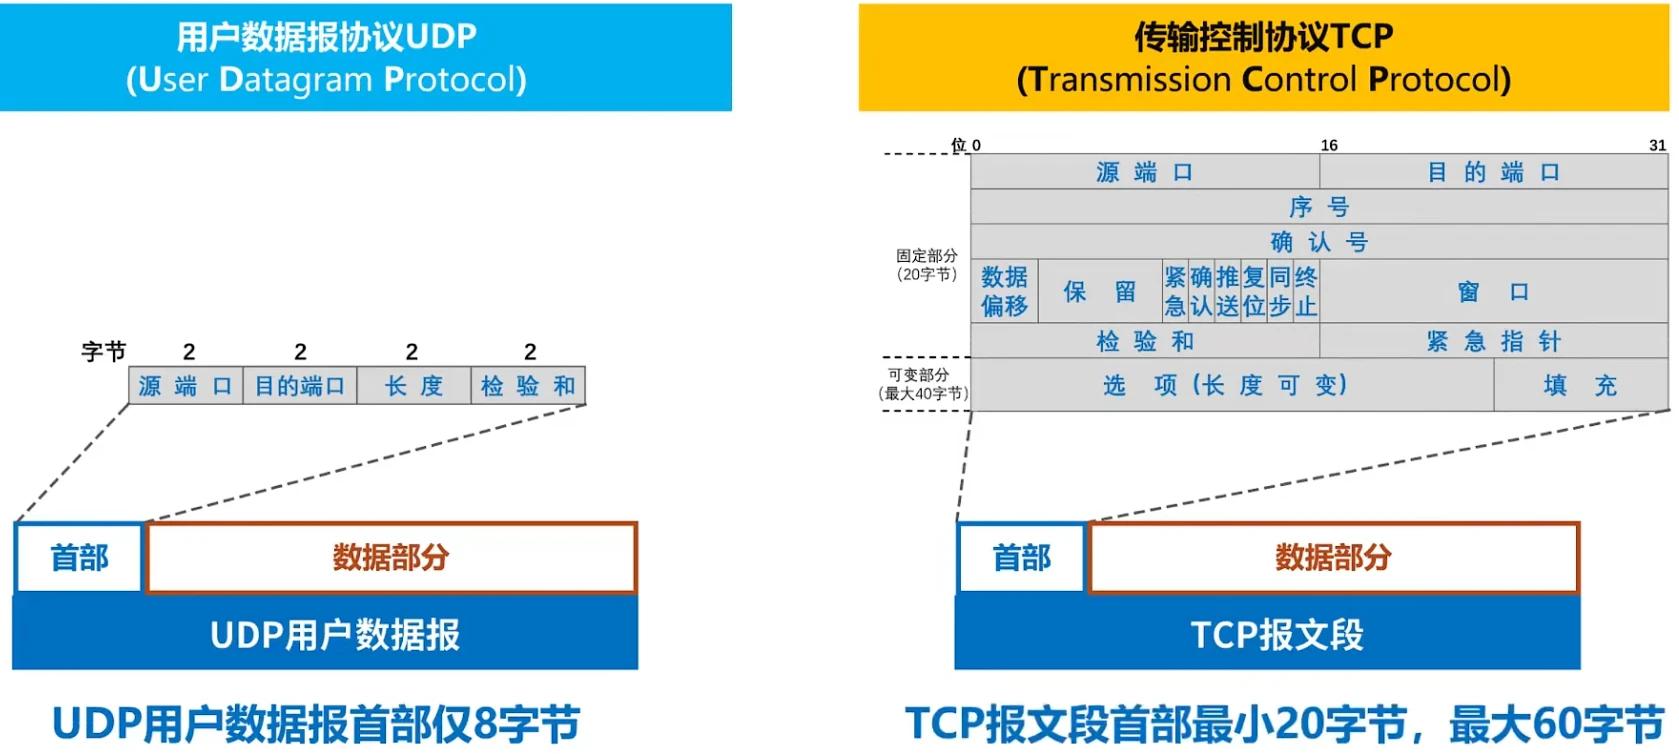 用户数据报协议UDP
(User Datagram Protocol)
字节 2 2 2 2
源端口 目的端口 长度 检验和
首部 数据部分
UDP用户数据报
UDP用户数据报首部仅8字节
传输控制协议TCP
(Transmission Control Protocol)
位 0 16 31
源端口 目的端口
序号
确认号
固定部分
(20字节)
数据偏移 保留 紧急 确认 推送 复位 同步 终止 窗口
检验和 紧急指针
可变部分
(最大40字节)
选项(长度可变) 填充
首部 数据部分
TCP报文段
TCP报文段首部最小20字节，最大60字节